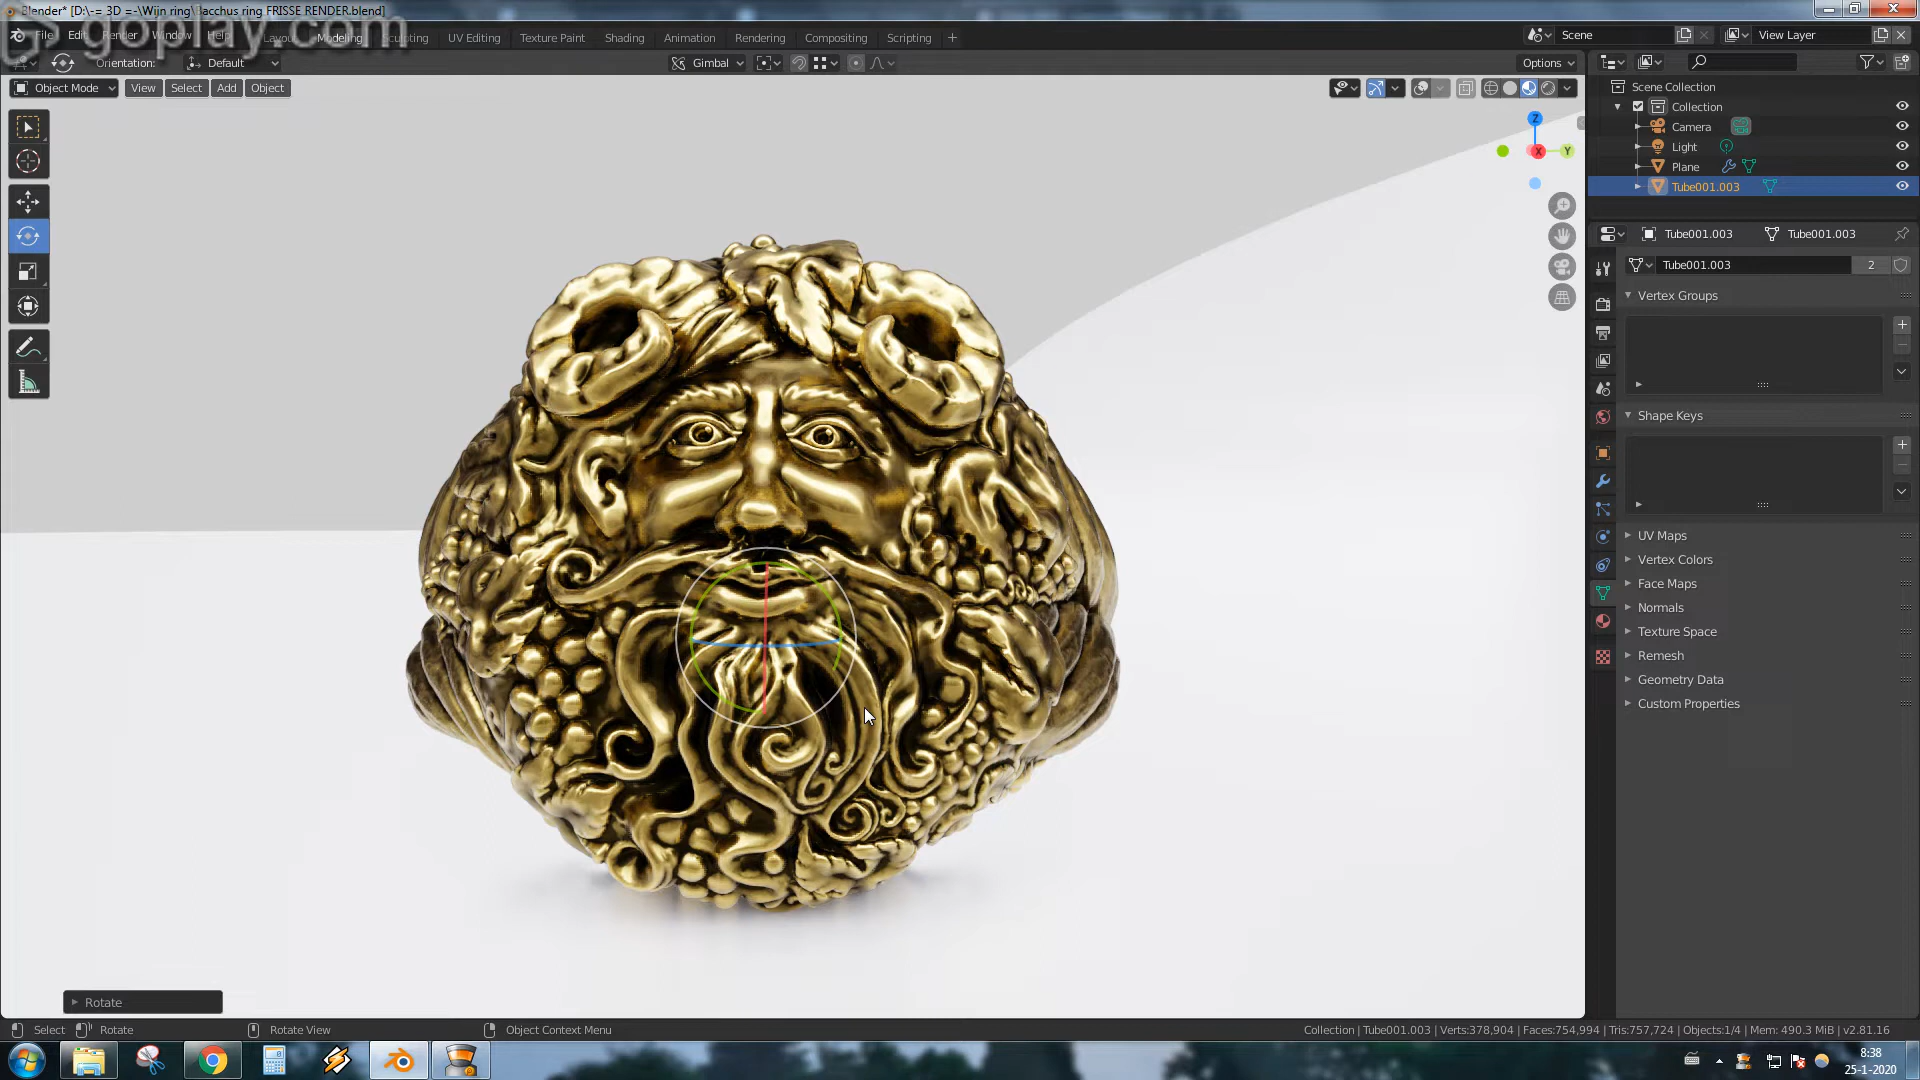 Blender* [D:\-= 3D =-\Wijn ring\Bacchus ring FRISSE RENDER.blend]
goplay.com
File Edit Render Window Help Layout Modeling Sculpting UV Editing Texture Paint Shading Animation Rendering Compositing Scripting + Scene View Layer
Orientation: Default Gimbal Options
Object Mode View Select Add Object
Z
X Y
Scene Collection
Collection
Camera
Light
Plane
Tube001.003
Tube001.003 Tube001.003
Tube001.003 2
Vertex Groups
Shape Keys
UV Maps
Vertex Colors
Face Maps
Normals
Texture Space
Remesh
Geometry Data
Custom Properties
Rotate
Select Rotate Rotate View Object Context Menu Collection | Tube001.003 | Verts:378,904 | Faces:754,994 | Tris:757,724 | Objects:1/4 | Mem: 490.3 MiB | v2.81.16
8:38
25-1-2020